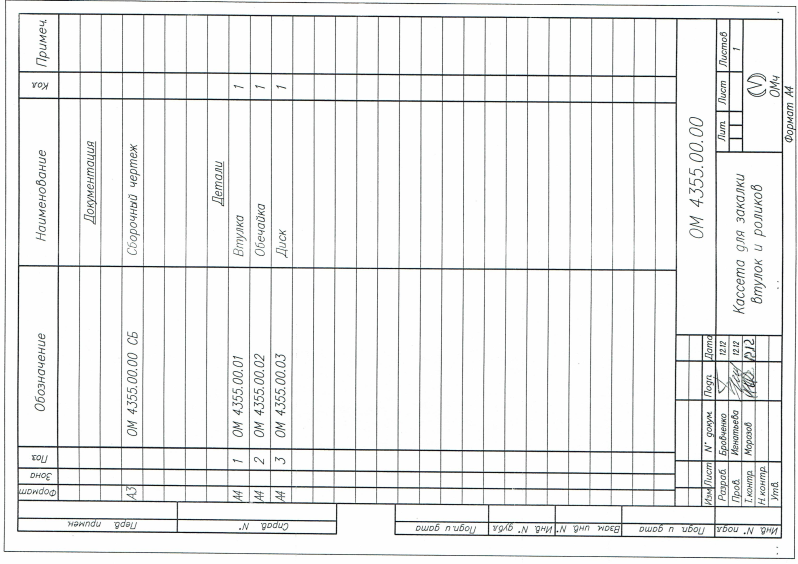 Формат Зона Поз. Обозначение Наименование Кол Примеч.
Документация
А3 ОМ 4355.00.00 СБ Сборочный чертеж
Детали
А4 1 ОМ 4355.00.01 Втулка 1
А4 2 ОМ 4355.00.02 Обечайка 1
А4 3 ОМ 4355.00.03 Диск 1
Перв. примен.
Справ. N°
Подп. и дата
Инв. N° дубл.
Взам. инв. N°
Подп. и дата
Инв. N° подл.
ОМ 4355.00.00
Изм. Лист N° докум. Подп. Дата
Разраб. Бровченко 12.12
Пров. Игнатьева 12.12
Т.контр. Морозов 12.12
Н.контр.
Утв.
Кассета для закалки
втулок и роликов
Лит. Лист Листов
1
ОМч
Формат А4